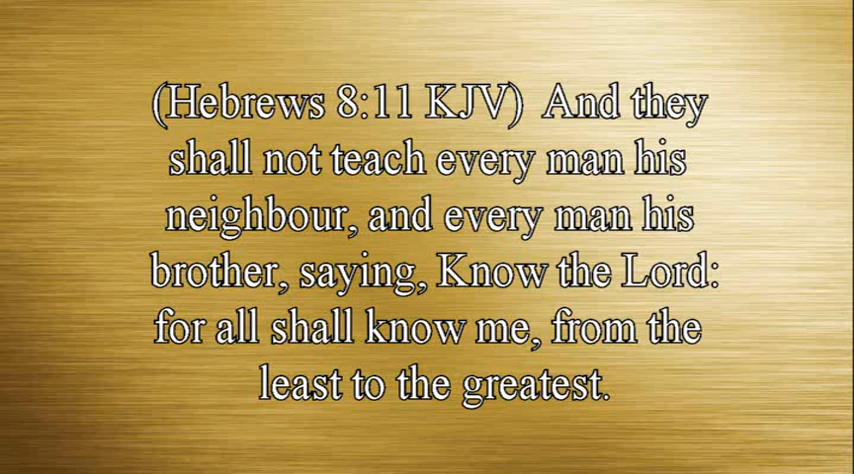 (Hebrews 8:11 KJV)  And they
shall not teach every man his
neighbour, and every man his
brother, saying, Know the Lord:
for all shall know me, from the
least to the greatest.